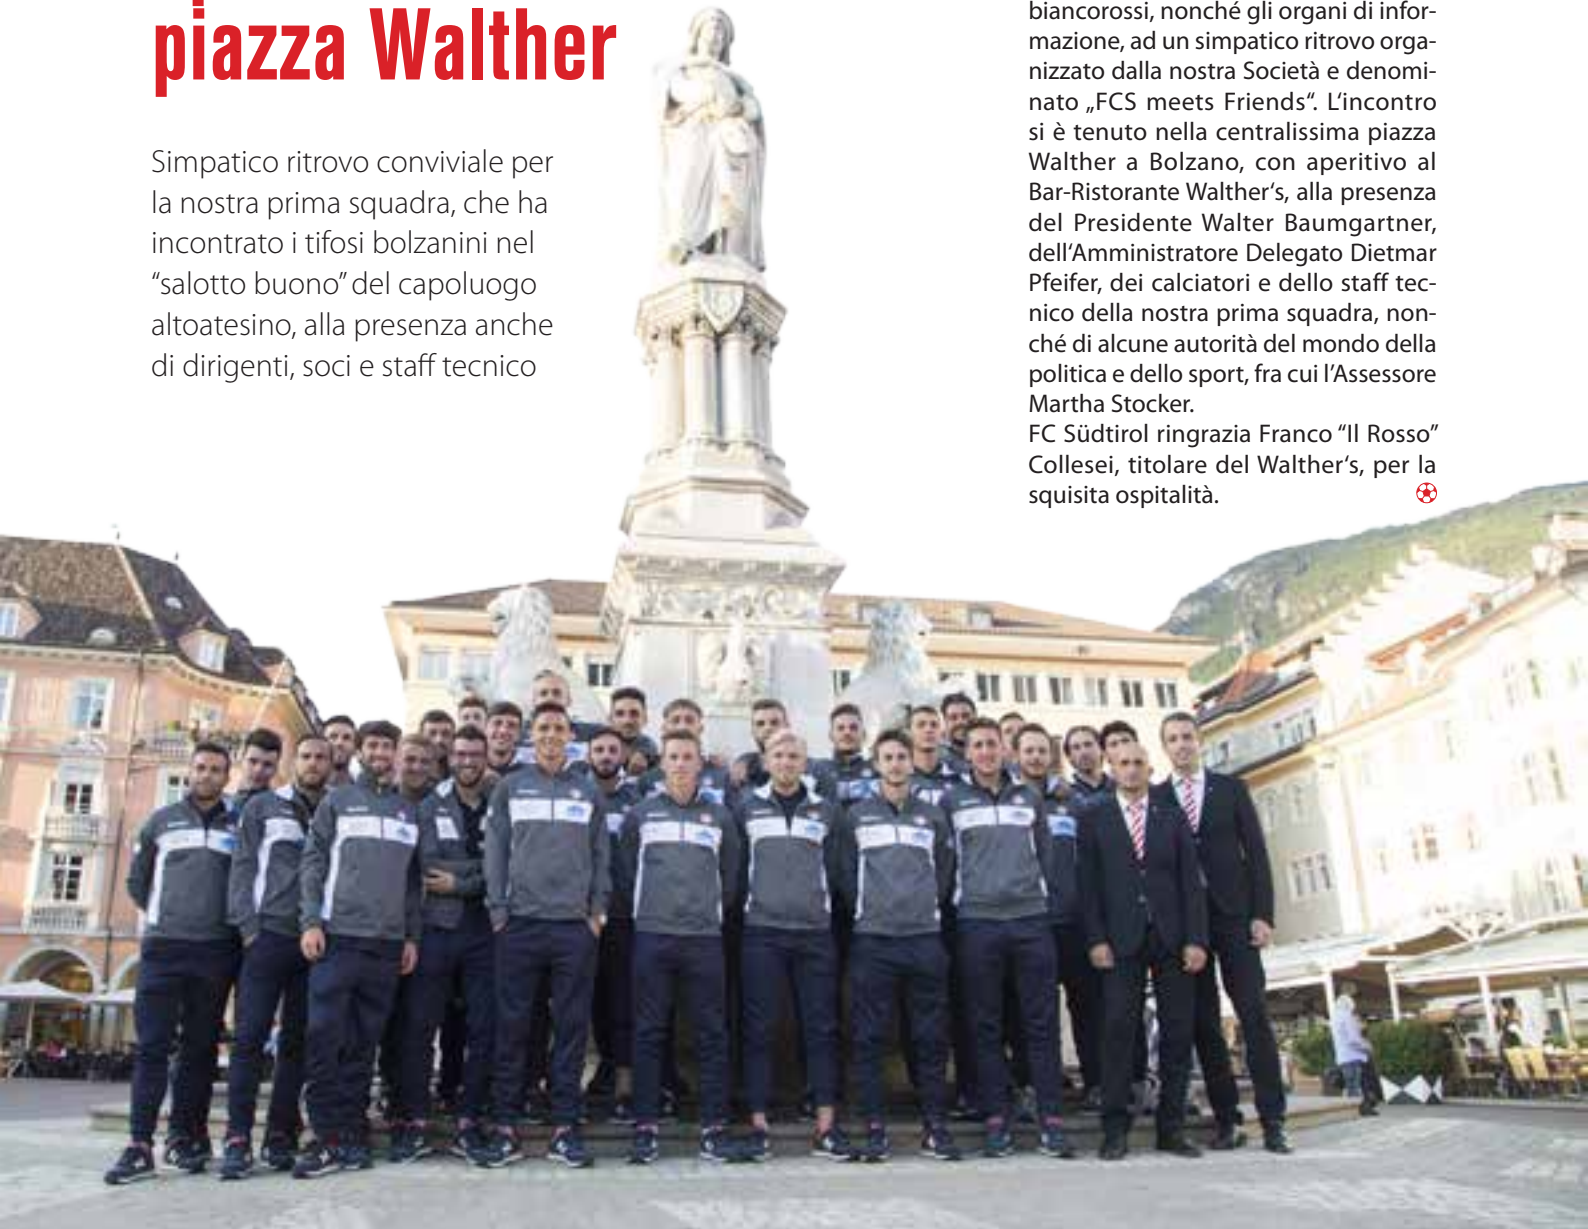 piazza Walther
Simpatico ritrovo conviviale per
la nostra prima squadra, che ha
incontrato i tifosi bolzanini nel
“salotto buono” del capoluogo
altoatesino, alla presenza anche
di dirigenti, soci e staff tecnico
biancorossi, nonché gli organi di infor-
mazione, ad un simpatico ritrovo orga-
nizzato dalla nostra Società e denomi-
nato „FCS meets Friends“. L‘incontro
si è tenuto nella centralissima piazza
Walther a Bolzano, con aperitivo al
Bar-Ristorante Walther‘s, alla presenza
del Presidente Walter Baumgartner,
dell‘Amministratore Delegato Dietmar
Pfeifer, dei calciatori e dello staff tec-
nico della nostra prima squadra, non-
ché di alcune autorità del mondo della
politica e dello sport, fra cui l’Assessore
Martha Stocker.
FC Südtirol ringrazia Franco “Il Rosso”
Collesei, titolare del Walther‘s, per la
squisita ospitalità.